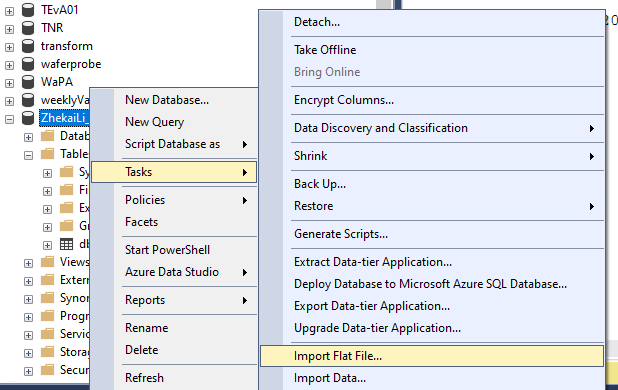 TEvA01
TNR
transform
waferprobe
WaPA
weeklyVa
ZhekaiLi_
Datab
Tables
Sy
Fi
Ex
Gr
db
Views
Extern
Synon
Progr
Servic
Storag
Secur
New Database...
New Query
Script Database as
Tasks
Policies
Facets
Start PowerShell
Azure Data Studio
Reports
Rename
Delete
Refresh
Detach...
Take Offline
Bring Online
Encrypt Columns...
Data Discovery and Classification
Shrink
Back Up...
Restore
Generate Scripts...
Extract Data-tier Application...
Deploy Database to Microsoft Azure SQL Database...
Export Data-tier Application...
Upgrade Data-tier Application...
Import Flat File...
Import Data...
20